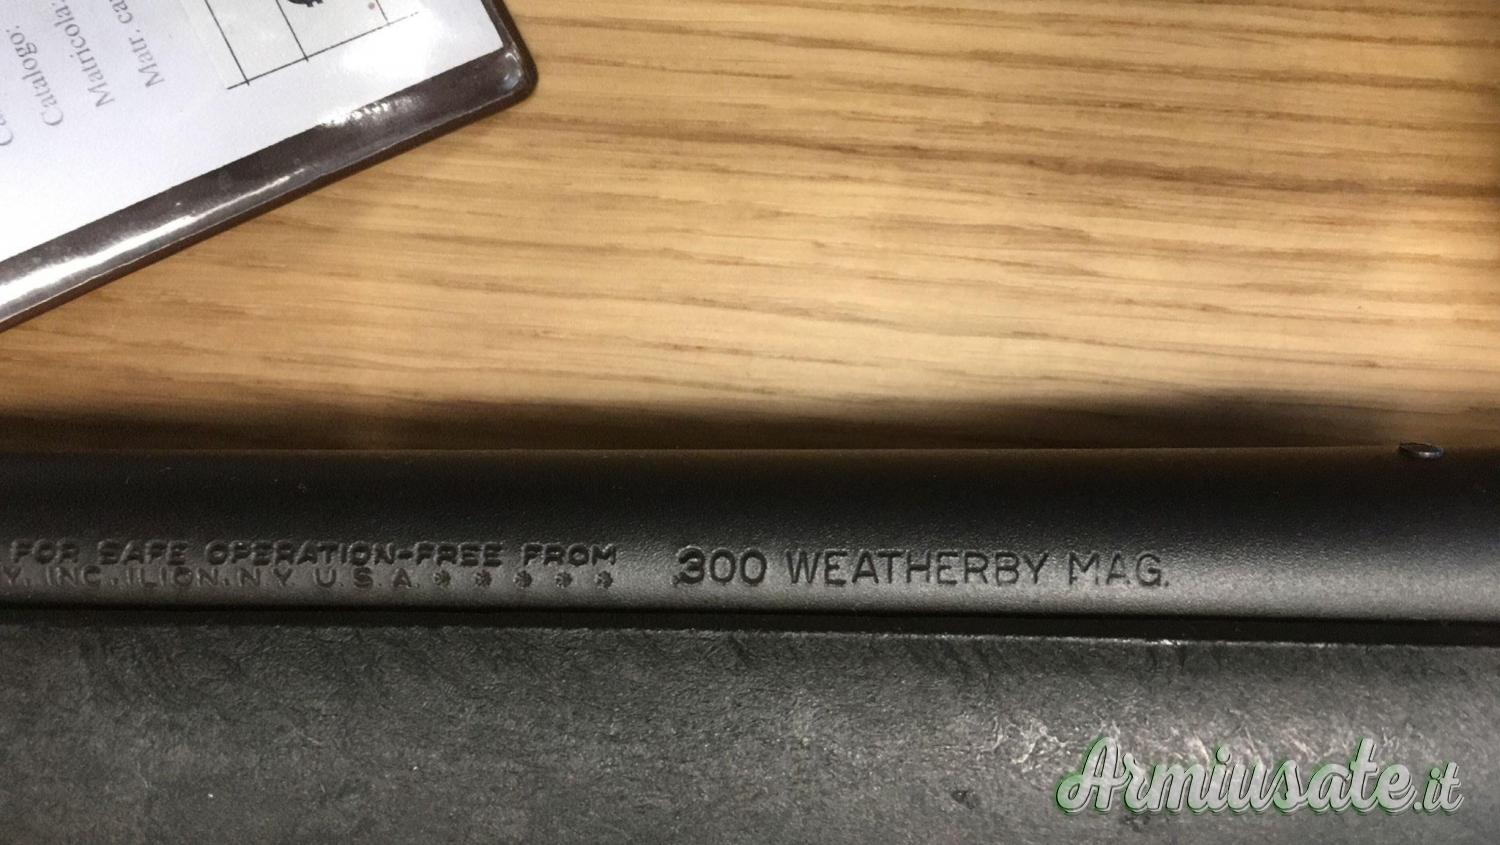 Catalogo:
Matricola:
Matr. ca
FOR SAFE OPERATION-FREE FROM
Y, INC., ILION, N.Y U.S.A. * * * * *
300 WEATHERBY MAG.
Armiusate.it